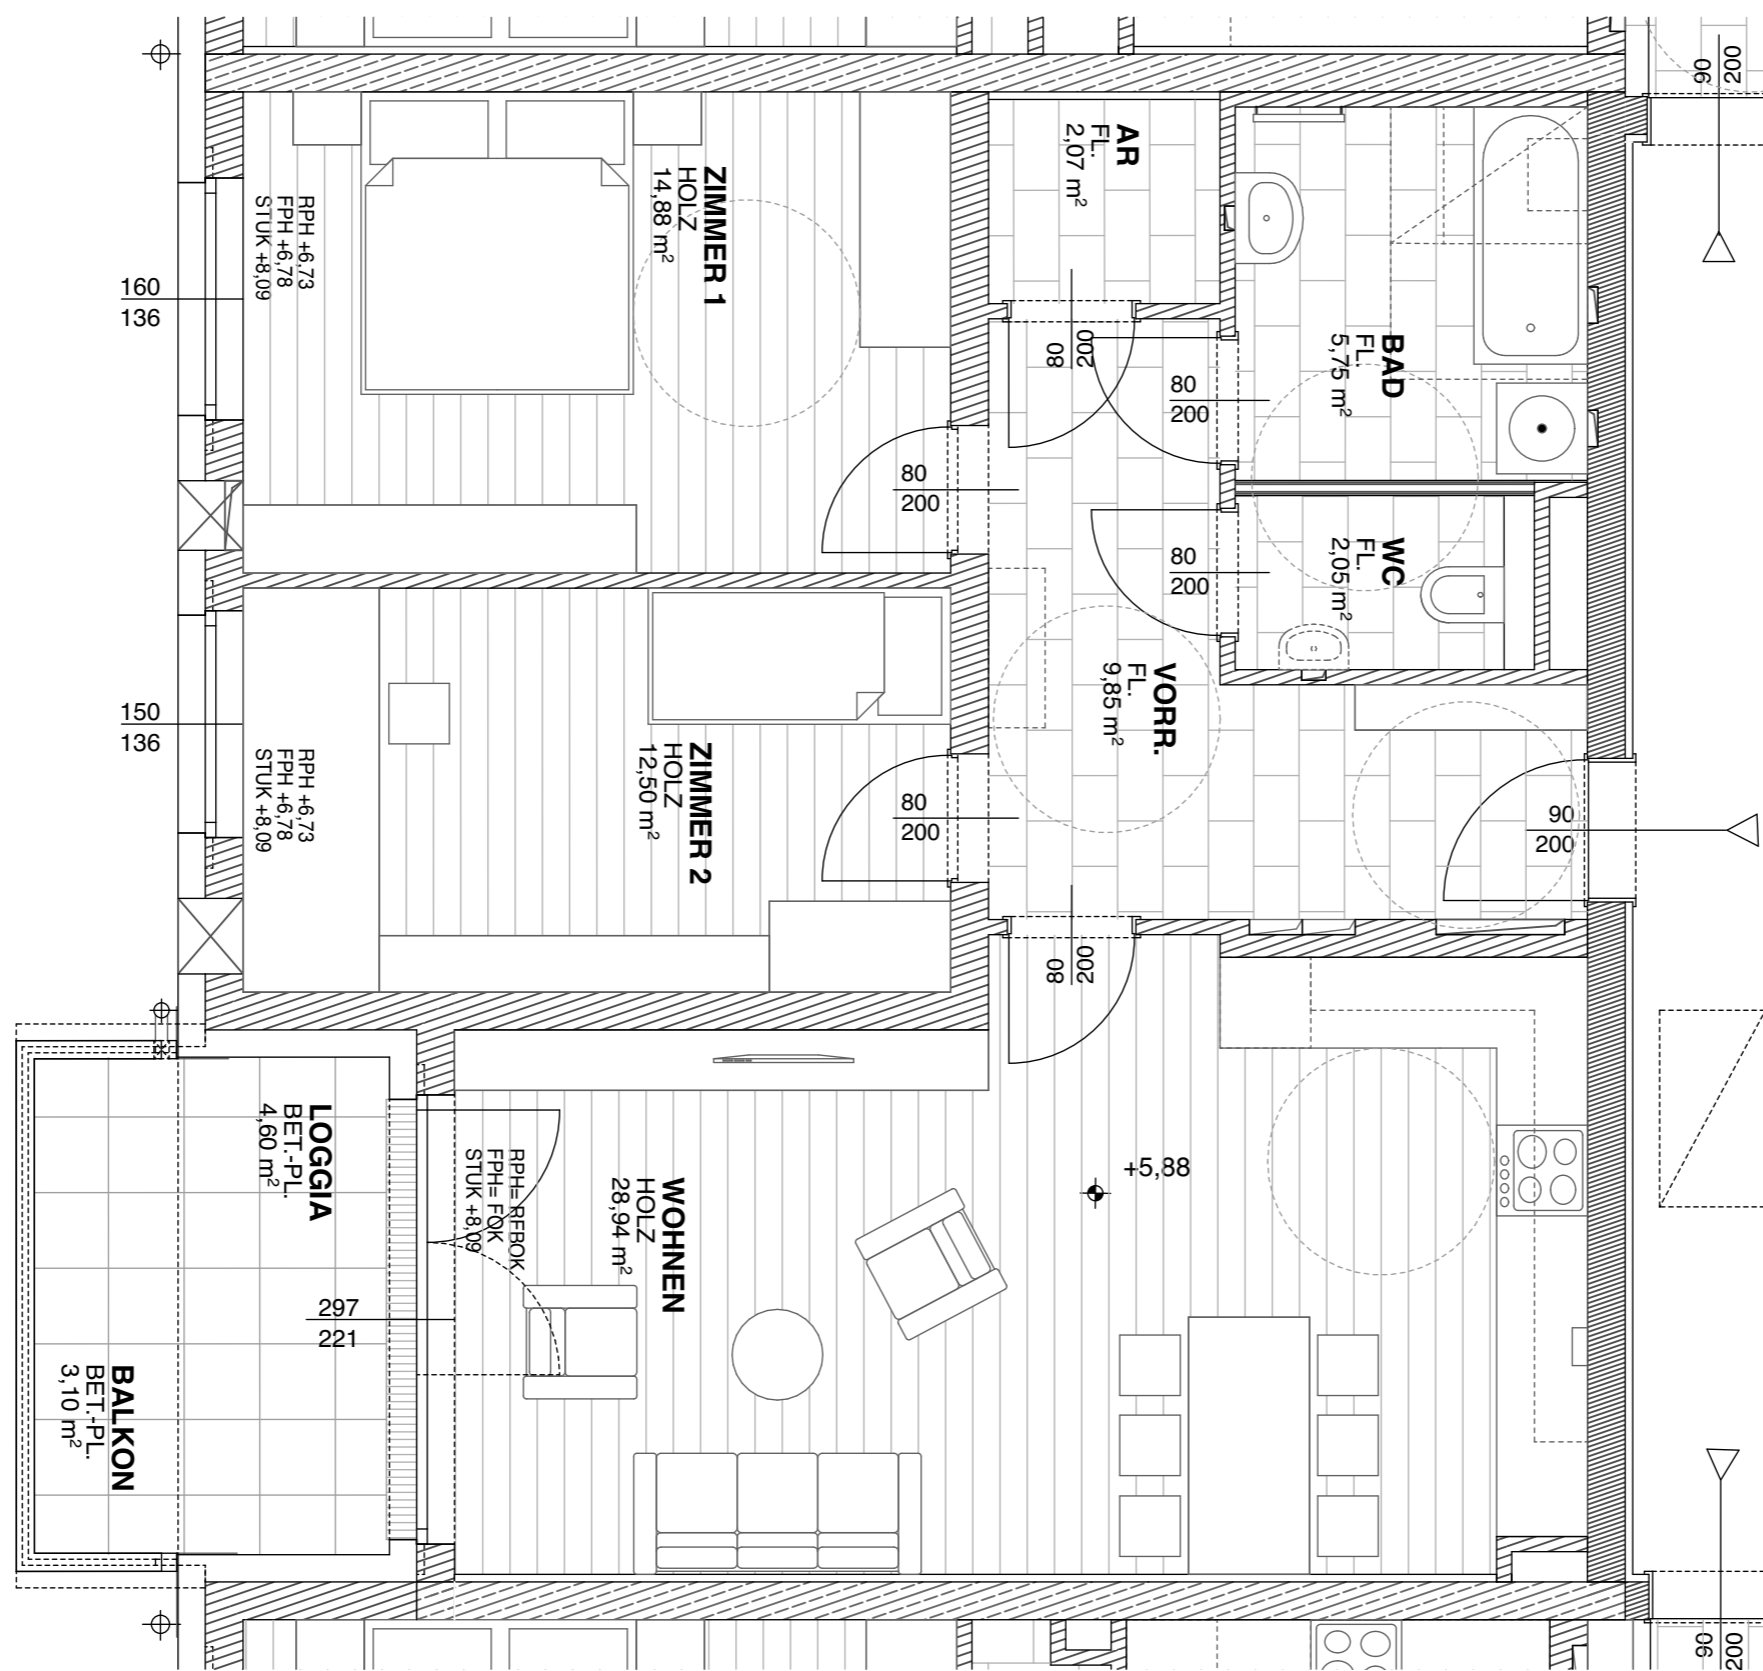 90
200
ZIMMER 1
HOLZ
14,88 m²
RPH +6,73
FPH +6,78
STUK +8,09
160
136
AR
FL.
2,07 m²
80
200
BAD
FL.
5,75 m²
80
200
80
200
WC
FL.
2,05 m²
80
200
VORR.
FL.
9,85 m²
ZIMMER 2
HOLZ
12,50 m²
RPH +6,73
FPH +6,78
STUK +8,09
150
136
80
200
90
200
80
200
LOGGIA
BET.-PL.
4,60 m²
RPH= RFBOK
FPH= FOK
STUK +8,09
297
221
WOHNEN
HOLZ
28,94 m²
+5,88
BALKON
BET.-PL.
3,10 m²
90
200